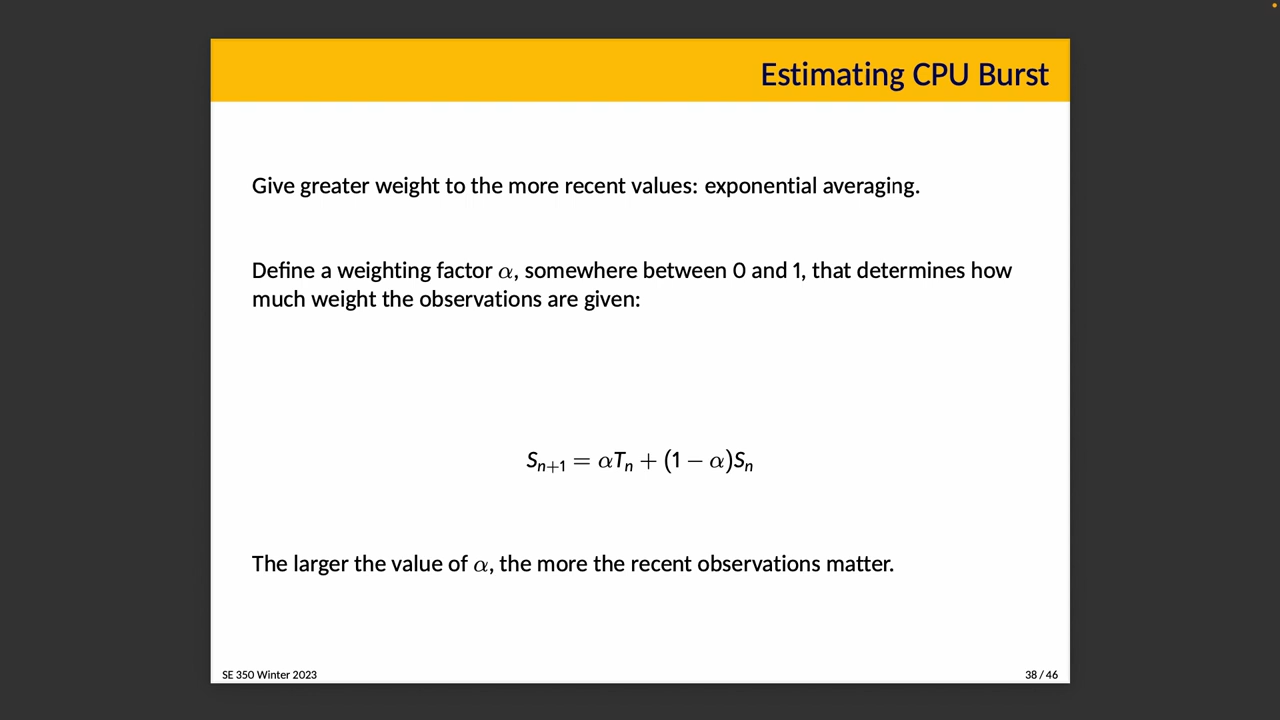 Estimating CPU Burst
Give greater weight to the more recent values: exponential averaging.
Define a weighting factor α, somewhere between 0 and 1, that determines how
much weight the observations are given:
Sₙ₊₁ = αTₙ + (1 − α)Sₙ
The larger the value of α, the more the recent observations matter.
SE 350 Winter 2023
38 / 46